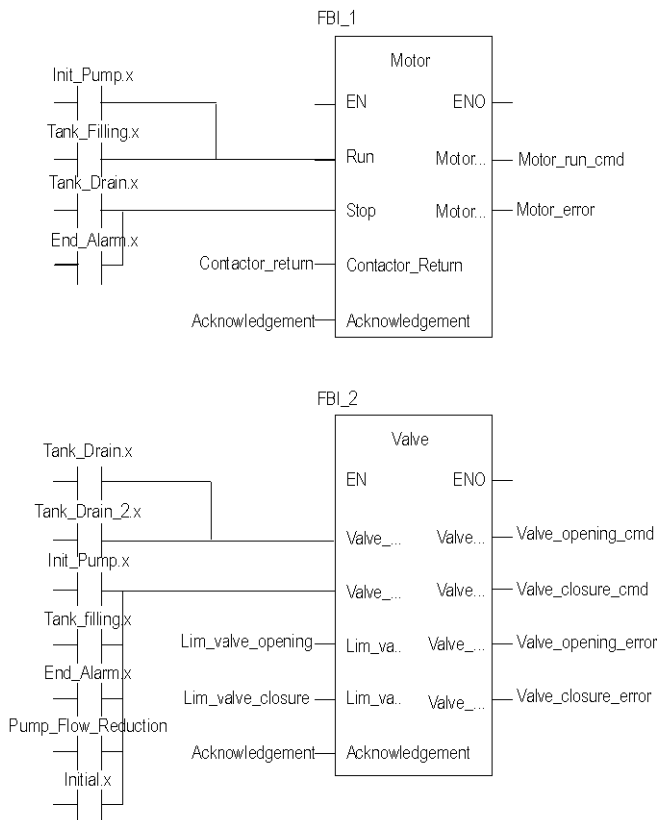 FBI_1
Motor
Init_Pump.x
EN ENO
Tank_Filling.x
Run Motor... Motor_run_cmd
Tank_Drain.x
Stop Motor... Motor_error
End_Alarm.x
Contactor_return Contactor_Return
Acknowledgement Acknowledgement
FBI_2
Valve
Tank_Drain.x
EN ENO
Tank_Drain_2.x
Valve_... Valve... Valve_opening_cmd
Init_Pump.x
Valve_... Valve... Valve_closure_cmd
Tank_filling.x
Lim_valve_opening Lim_va.. Valve_... Valve_opening_error
End_Alarm.x
Lim_valve_closure Lim_va.. Valve_... Valve_closure_error
Pump_Flow_Reduction
Acknowledgement Acknowledgement
Initial.x